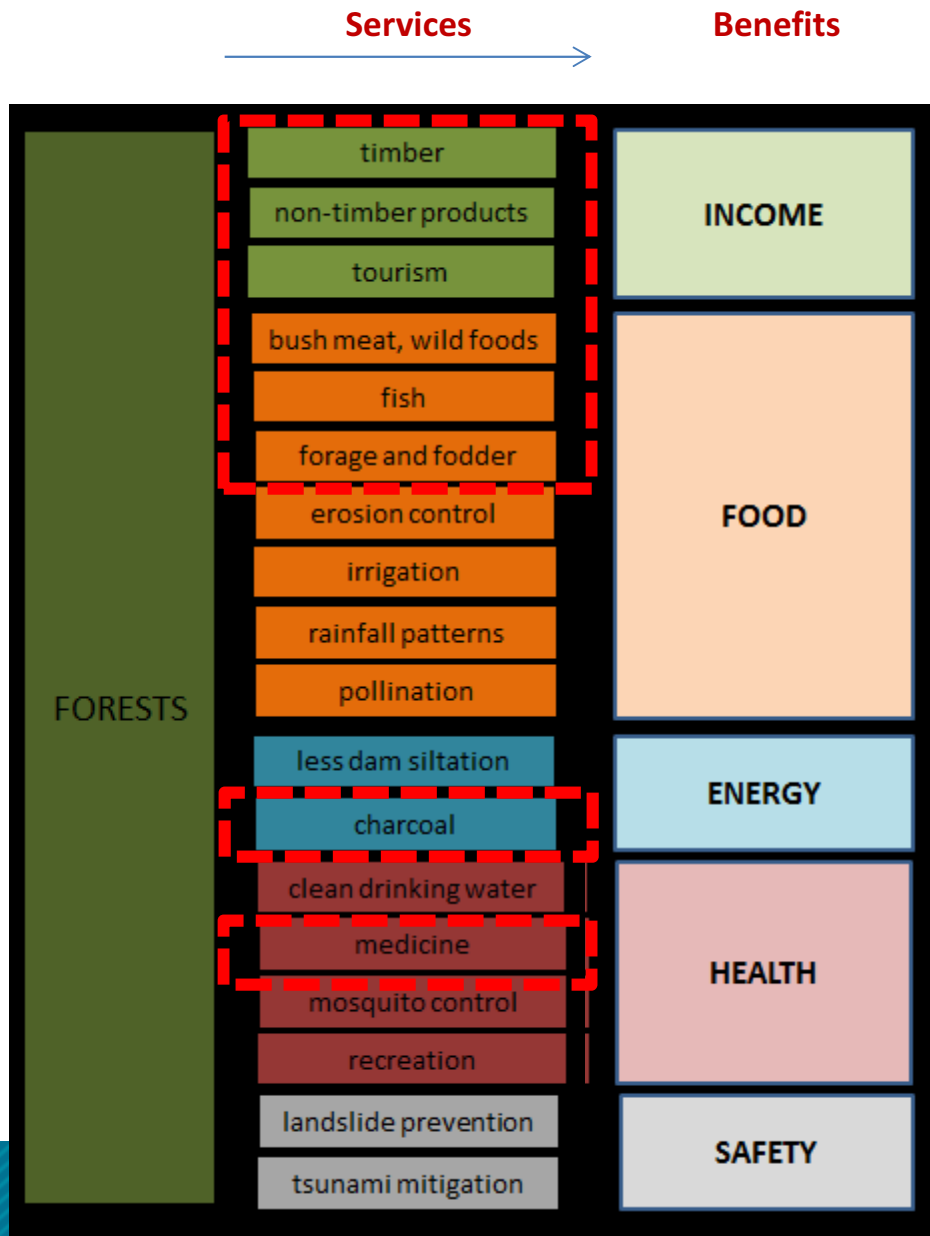 Services
Benefits
FORESTS
timber
non-timber products
tourism
INCOME
bush meat, wild foods
fish
forage and fodder
erosion control
irrigation
rainfall patterns
pollination
FOOD
less dam siltation
charcoal
ENERGY
clean drinking water
medicine
mosquito control
recreation
HEALTH
landslide prevention
tsunami mitigation
SAFETY